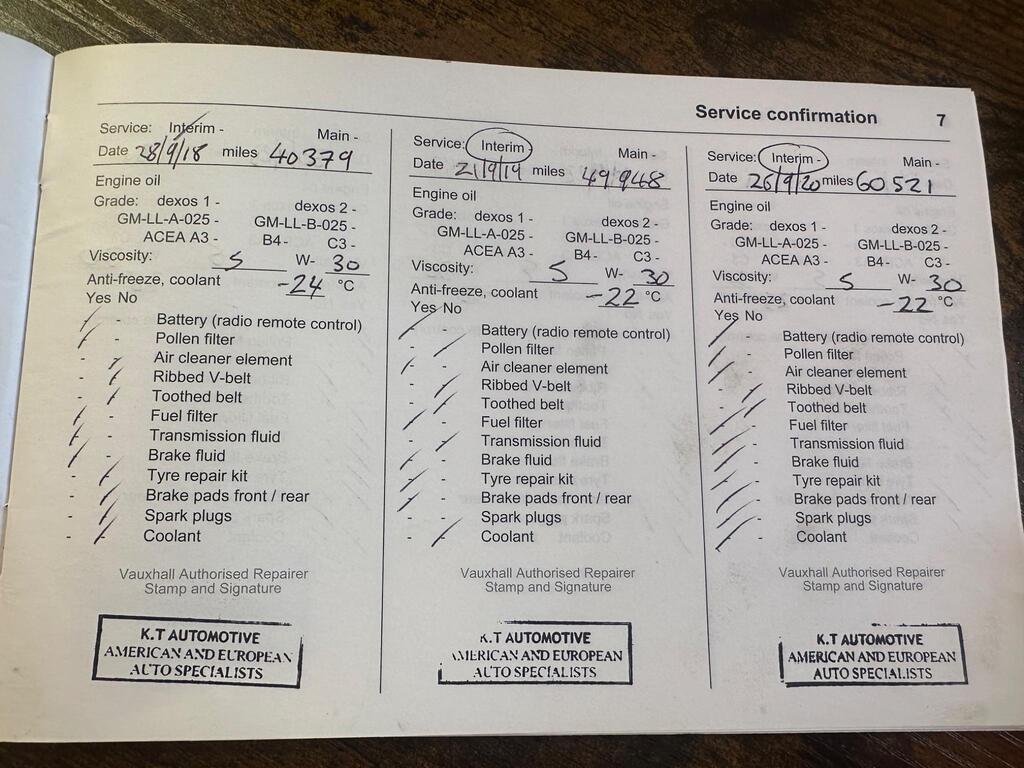 Service confirmation 7
Service: Interim - Main -
Date 28/9/18 miles 40379
Engine oil
Grade: dexos 1 - dexos 2 -
GM-LL-A-025 - GM-LL-B-025 -
ACEA A3 - B4 - C3 -
Viscosity: 5 W- 30
Anti-freeze, coolant -24 °C
Yes No
Battery (radio remote control)
Pollen filter
Air cleaner element
Ribbed V-belt
Toothed belt
Fuel filter
Transmission fluid
Brake fluid
Tyre repair kit
Brake pads front / rear
Spark plugs
Coolant
Vauxhall Authorised Repairer
Stamp and Signature
K.T AUTOMOTIVE
AMERICAN AND EUROPEAN
AUTO SPECIALISTS
Service: Interim - Main -
Date 21/9/19 miles 49948
Engine oil
Grade: dexos 1 - dexos 2 -
GM-LL-A-025 - GM-LL-B-025 -
ACEA A3 - B4 - C3 -
Viscosity: 5 W- 30
Anti-freeze, coolant -22 °C
Yes No
Battery (radio remote control)
Pollen filter
Air cleaner element
Ribbed V-belt
Toothed belt
Fuel filter
Transmission fluid
Brake fluid
Tyre repair kit
Brake pads front / rear
Spark plugs
Coolant
Vauxhall Authorised Repairer
Stamp and Signature
K.T AUTOMOTIVE
AMERICAN AND EUROPEAN
AUTO SPECIALISTS
Service: Interim - Main -
Date 26/9/20 miles 60521
Engine oil
Grade: dexos 1 - dexos 2 -
GM-LL-A-025 - GM-LL-B-025 -
ACEA A3 - B4 - C3 -
Viscosity: 5 W- 30
Anti-freeze, coolant -22 °C
Yes No
Battery (radio remote control)
Pollen filter
Air cleaner element
Ribbed V-belt
Toothed belt
Fuel filter
Transmission fluid
Brake fluid
Tyre repair kit
Brake pads front / rear
Spark plugs
Coolant
Vauxhall Authorised Repairer
Stamp and Signature
K.T AUTOMOTIVE
AMERICAN AND EUROPEAN
AUTO SPECIALISTS